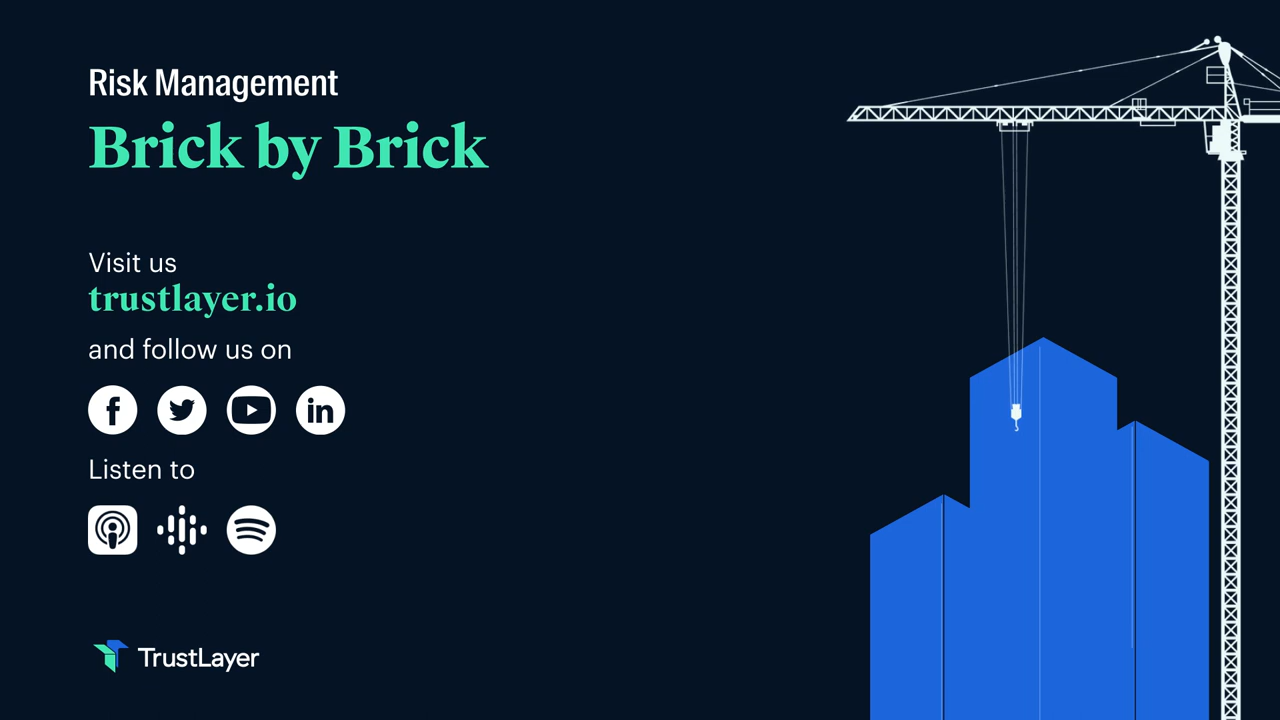 Risk Management
Brick by Brick
Visit us
trustlayer.io
and follow us on
Listen to
TrustLayer